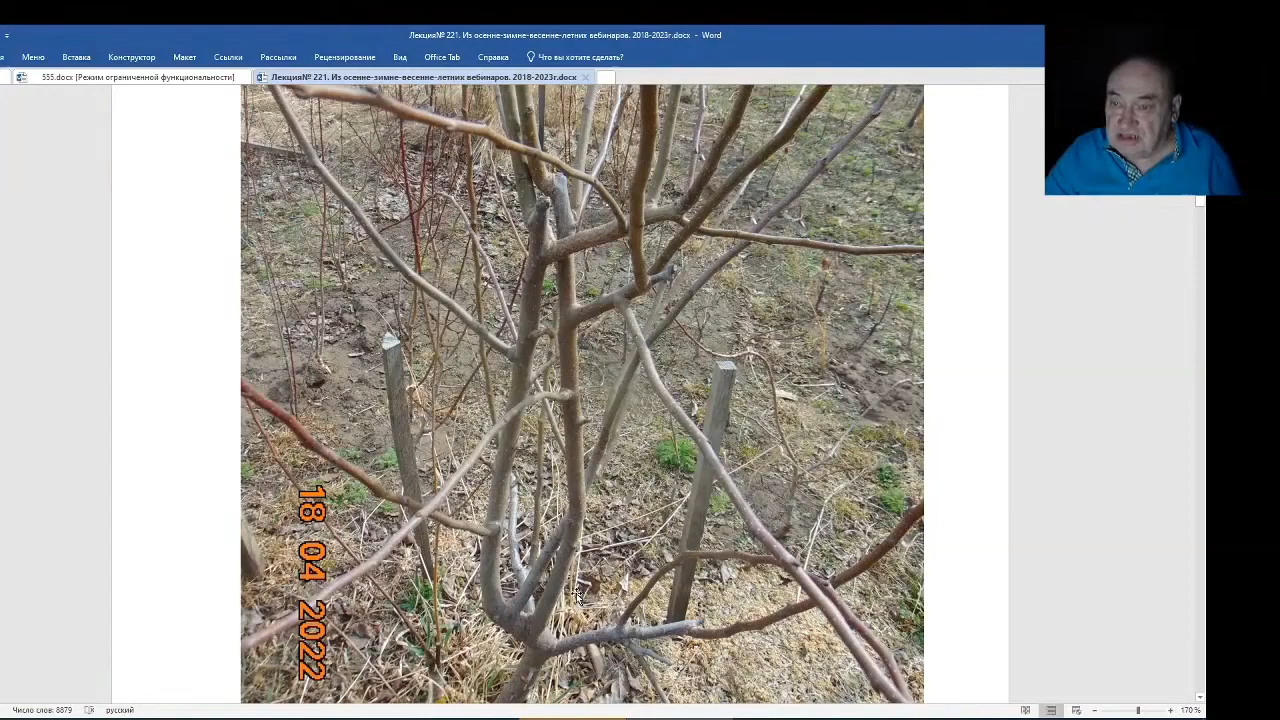 Лекция№ 221. Из осенне-зимне-весенне-летних вебинаров. 2018-2023г.docx - Word
Меню Вставка Конструктор Макет Ссылки Рассылки Рецензирование Вид Office Tab Справка Что вы хотите сделать?
555.docx [Режим ограниченной функциональности] Лекция№ 221. Из осенне-зимне-весенне-летних вебинаров. 2018-2023г.docx
18 04 2022
Число слов: 8879 русский 170 %